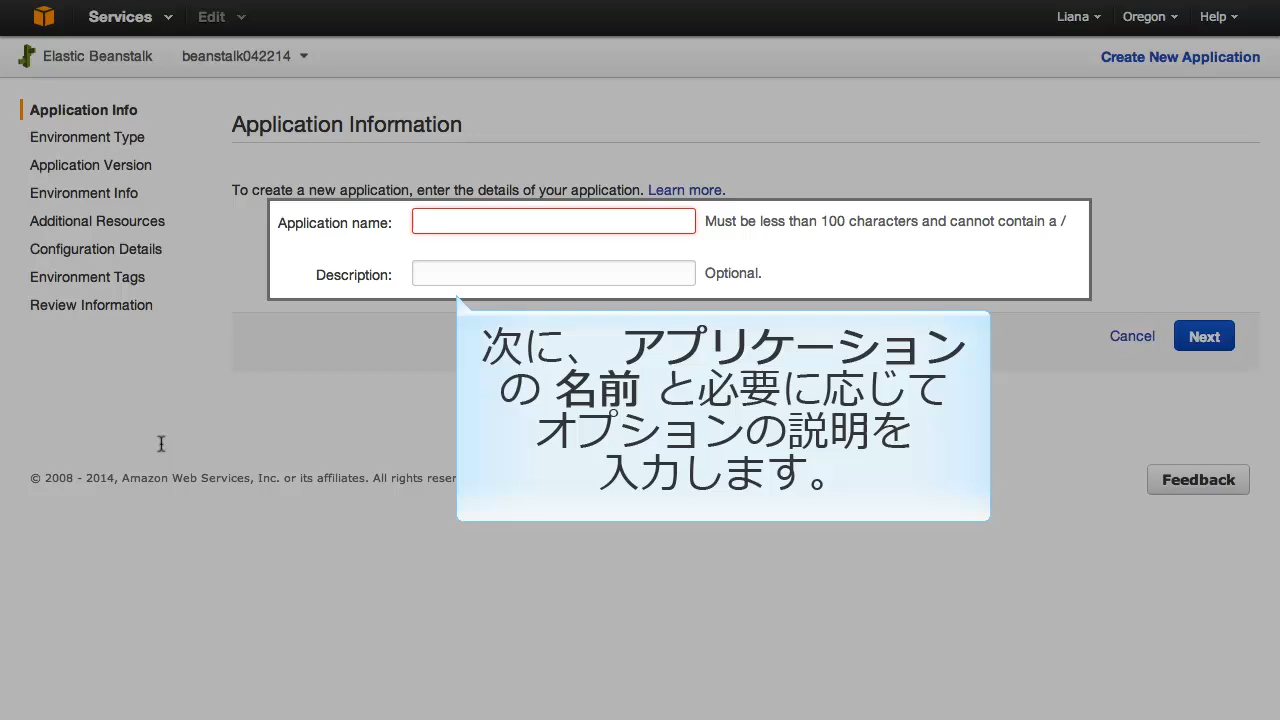 Services Edit Liana Oregon Help
Elastic Beanstalk beanstalk042214 Create New Application
Application Info
Environment Type
Application Version
Environment Info
Additional Resources
Configuration Details
Environment Tags
Review Information
Application Information
To create a new application, enter the details of your application. Learn more.
Application name: Must be less than 100 characters and cannot contain a /
Description: Optional.
Cancel Next
次に、 アプリケーション
の 名前 と必要に応じて
オプションの説明を
入力します。
© 2008 - 2014, Amazon Web Services, Inc. or its affiliates. All rights
Feedback